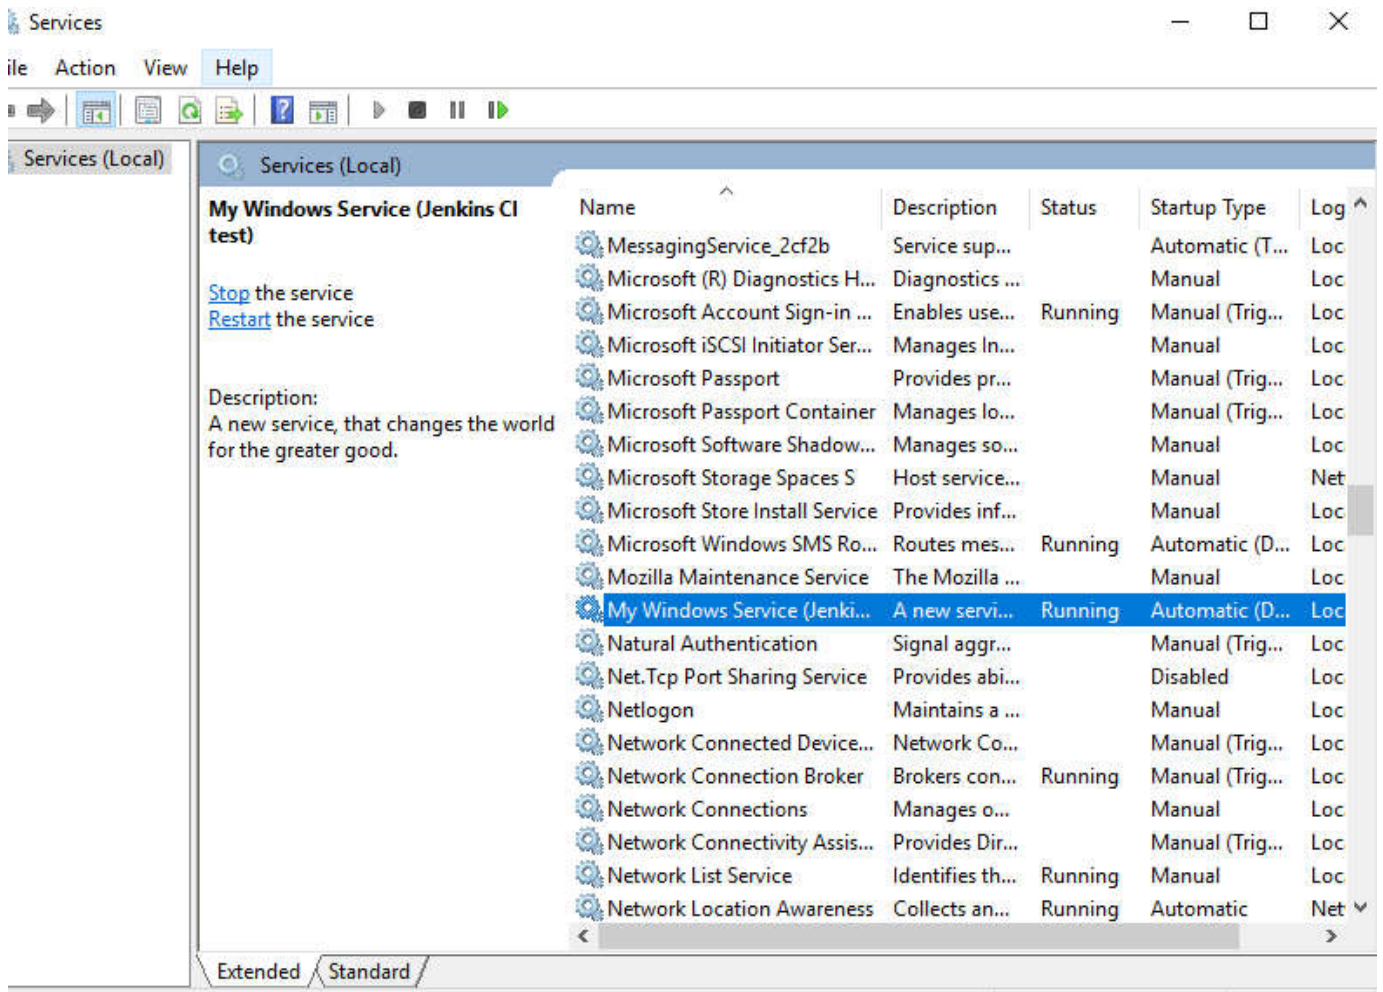 Services
ile Action View Help
Services (Local)
Services (Local)
My Windows Service (Jenkins CI
test)
Stop the service
Restart the service
Description:
A new service, that changes the world
for the greater good.
Name Description Status Startup Type Log
MessagingService_2cf2b Service sup... Automatic (T... Loc
Microsoft (R) Diagnostics H... Diagnostics ... Manual Loc
Microsoft Account Sign-in ... Enables use... Running Manual (Trig... Loc
Microsoft iSCSI Initiator Ser... Manages In... Manual Loc
Microsoft Passport Provides pr... Manual (Trig... Loc
Microsoft Passport Container Manages lo... Manual (Trig... Loc
Microsoft Software Shadow... Manages so... Manual Loc
Microsoft Storage Spaces S Host service... Manual Net
Microsoft Store Install Service Provides inf... Manual Loc
Microsoft Windows SMS Ro... Routes mes... Running Automatic (D... Loc
Mozilla Maintenance Service The Mozilla ... Manual Loc
My Windows Service (Jenki... A new servi... Running Automatic (D... Loc
Natural Authentication Signal aggr... Manual (Trig... Loc
Net.Tcp Port Sharing Service Provides abi... Disabled Loc
Netlogon Maintains a ... Manual Loc
Network Connected Device... Network Co... Manual (Trig... Loc
Network Connection Broker Brokers con... Running Manual (Trig... Loc
Network Connections Manages o... Manual Loc
Network Connectivity Assis... Provides Dir... Manual (Trig... Loc
Network List Service Identifies th... Running Manual Loc
Network Location Awareness Collects an... Running Automatic Net
Extended Standard